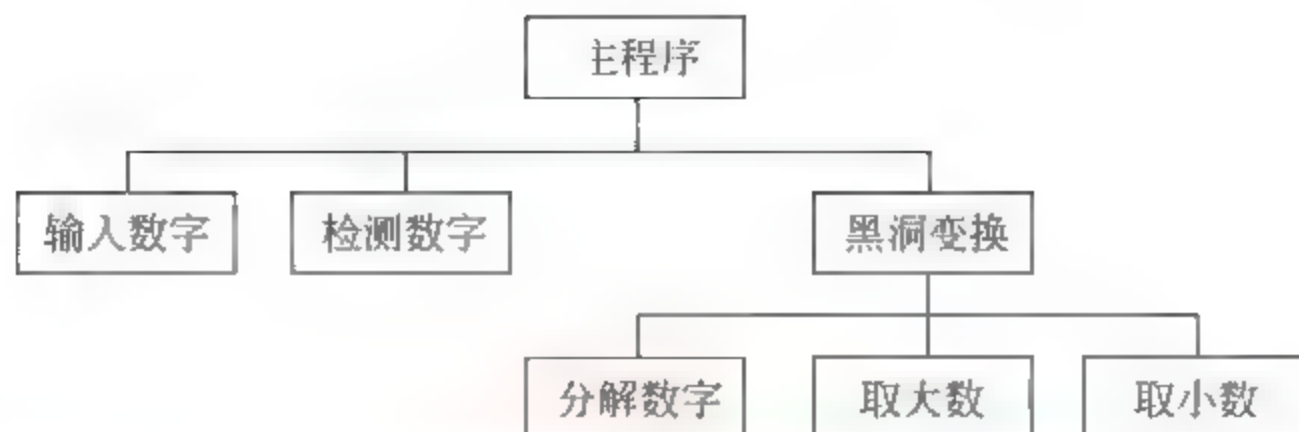 主程序
输入数字
检测数字
黑洞变换
分解数字
取大数
取小数